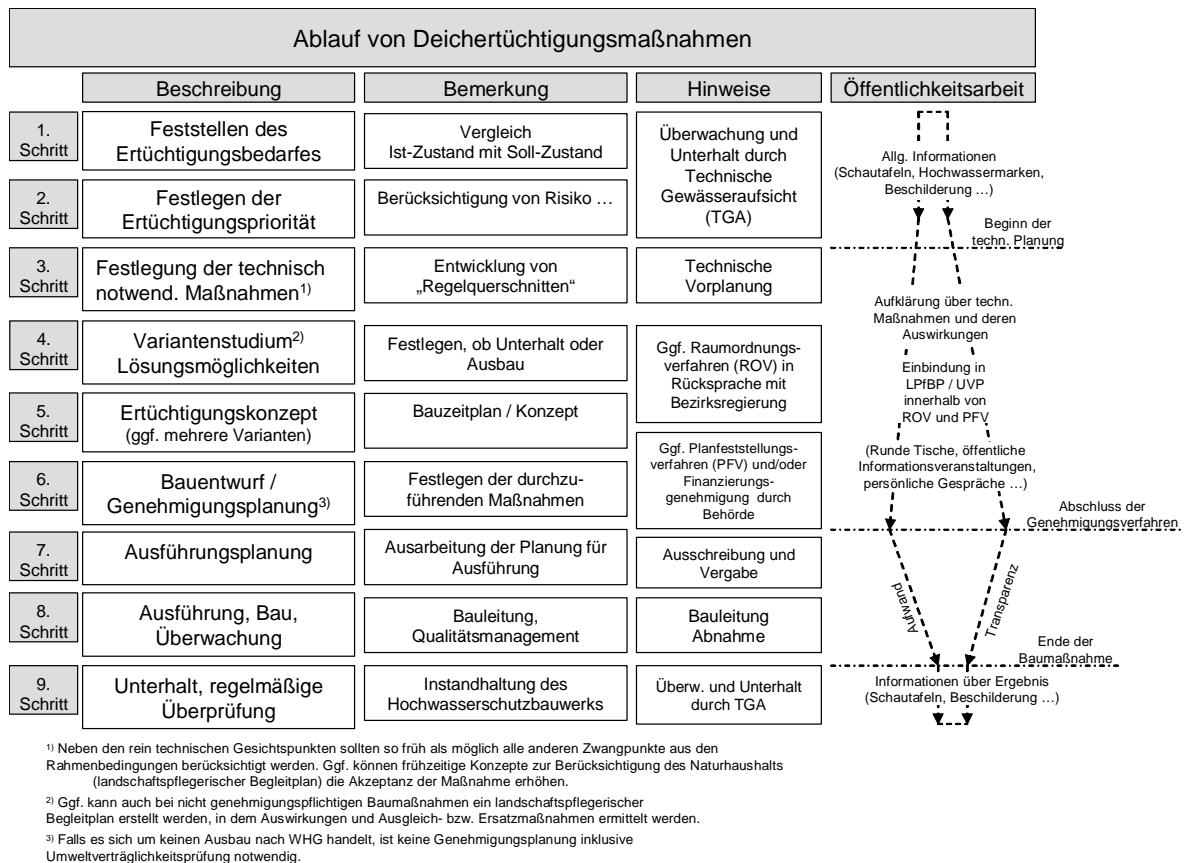 Ablauf von Deichertüchtigungsmaßnahmen
Beschreibung
Bemerkung
Hinweise
Öffentlichkeitsarbeit
1.
Schritt
Feststellen des
Ertüchtigungsbedarfes
Vergleich
Ist-Zustand mit Soll-Zustand
Überwachung und
Unterhalt durch
Technische
Gewässeraufsicht
(TGA)
Allg. Informationen
(Schautafeln, Hochwassermarken,
Beschilderung ...)
2.
Schritt
Festlegen der
Ertüchtigungspriorität
Berücksichtigung von Risiko ...
Beginn der
techn. Planung
3.
Schritt
Festlegung der technisch
notwend. Maßnahmen1)
Entwicklung von
„Regelquerschnitten“
Technische
Vorplanung
Aufklärung über techn.
Maßnahmen und deren
Auswirkungen
4.
Schritt
Variantenstudium2)
Lösungsmöglichkeiten
Festlegen, ob Unterhalt oder
Ausbau
Ggf. Raumordnungs-
verfahren (ROV) in
Rücksprache mit
Bezirksregierung
Einbindung in
LPfBP / UVP
innerhalb von
ROV und PFV
5.
Schritt
Ertüchtigungskonzept
(ggf. mehrere Varianten)
Bauzeitplan / Konzept
(Runde Tische, öffentliche
Informationsveranstaltungen,
persönliche Gespräche ...)
6.
Schritt
Bauentwurf /
Genehmigungsplanung3)
Festlegen der durchzu-
führenden Maßnahmen
Ggf. Planfeststellungs-
verfahren (PFV) und/oder
Finanzierungs-
genehmigung durch
Behörde
Abschluss der
Genehmigungsverfahren
7.
Schritt
Ausführungsplanung
Ausarbeitung der Planung für
Ausführung
Ausschreibung und
Vergabe
Aufwand
Transparenz
8.
Schritt
Ausführung, Bau,
Überwachung
Bauleitung,
Qualitätsmanagement
Bauleitung
Abnahme
Ende der
Baumaßnahme
9.
Schritt
Unterhalt, regelmäßige
Überprüfung
Instandhaltung des
Hochwasserschutzbauwerks
Überw. und Unterhalt
durch TGA
Informationen über Ergebnis
(Schautafeln, Beschilderung ...)
1) Neben den rein technischen Gesichtspunkten sollten so früh als möglich alle anderen Zwangpunkte aus den
Rahmenbedingungen berücksichtigt werden. Ggf. können frühzeitige Konzepte zur Berücksichtigung des Naturhaushalts
(landschaftspflegerischer Begleitplan) die Akzeptanz der Maßnahme erhöhen.
2) Ggf. kann auch bei nicht genehmigungspflichtigen Baumaßnahmen ein landschaftspflegerischer
Begleitplan erstellt werden, in dem Auswirkungen und Ausgleich- bzw. Ersatzmaßnahmen ermittelt werden.
3) Falls es sich um keinen Ausbau nach WHG handelt, ist keine Genehmigungsplanung inklusive
Umweltverträglichkeitsprüfung notwendig.